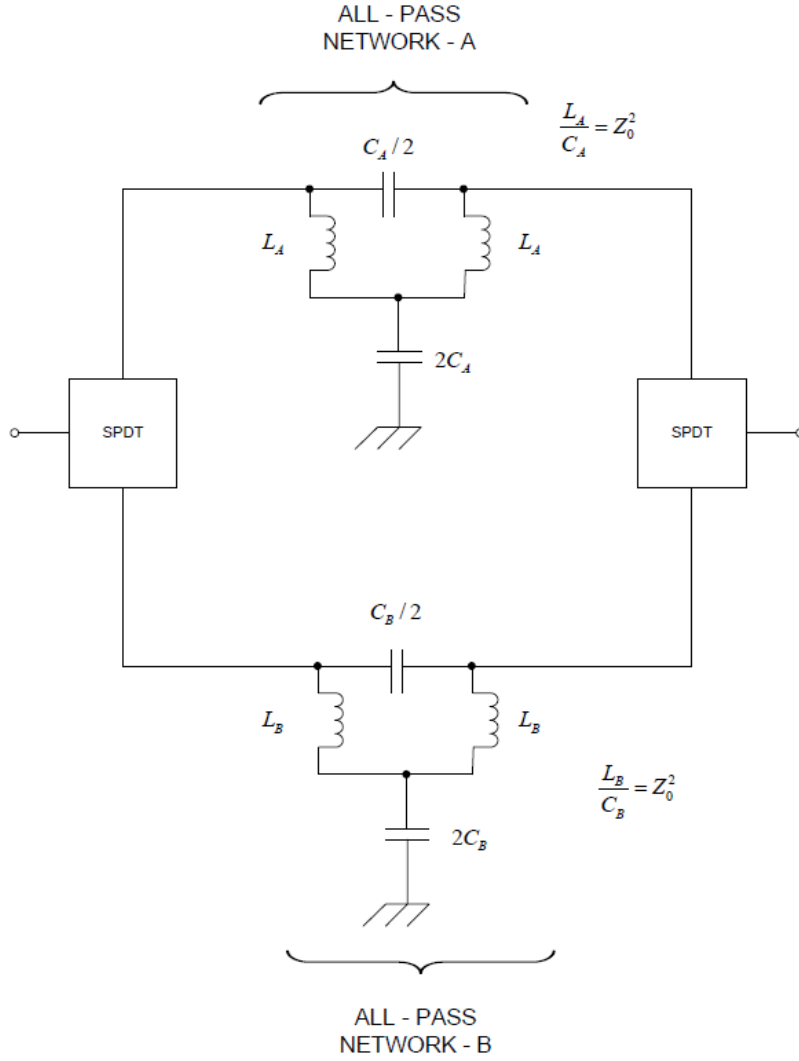 ALL - PASS
NETWORK - A
L_A / C_A = Z_0^2
C_A / 2
L_A
L_A
2C_A
SPDT
SPDT
C_B / 2
L_B
L_B
L_B / C_B = Z_0^2
2C_B
ALL - PASS
NETWORK - B